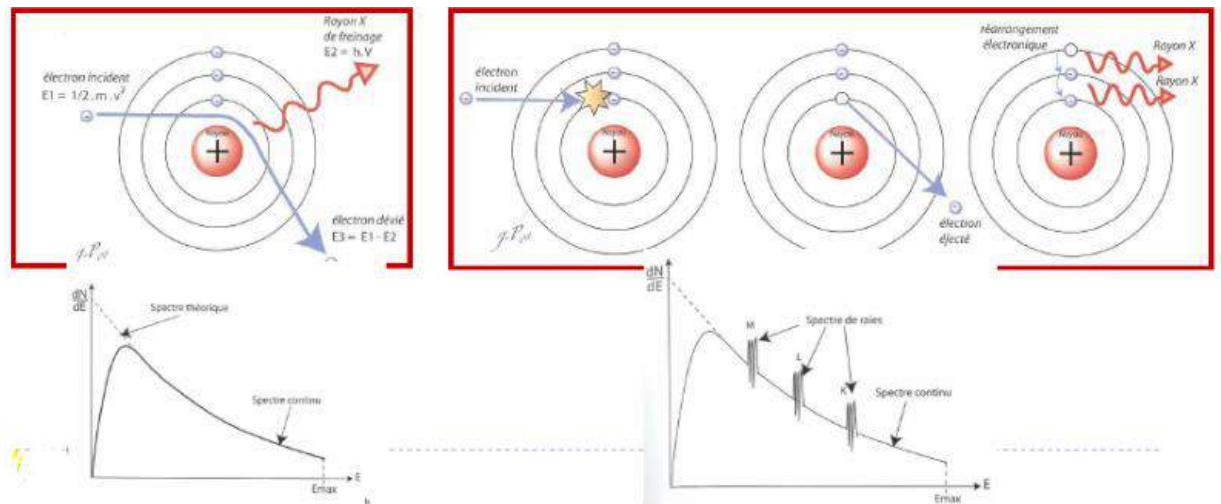 Rayon X
de freinage
E2 = h.V
électron incident
E1 = 1/2 . m . v²
Noyau
électron dévié
E3 = E1 - E2
électron
incident
Noyau
Noyau
électron
éjecté
réarrangement
électronique
Rayon X
Rayon X
Noyau
dN
dE
Spectre théorique
Spectre continu
E
Emax
dN
dE
M
Spectre de raies
L
K
Spectre continu
E
Emax